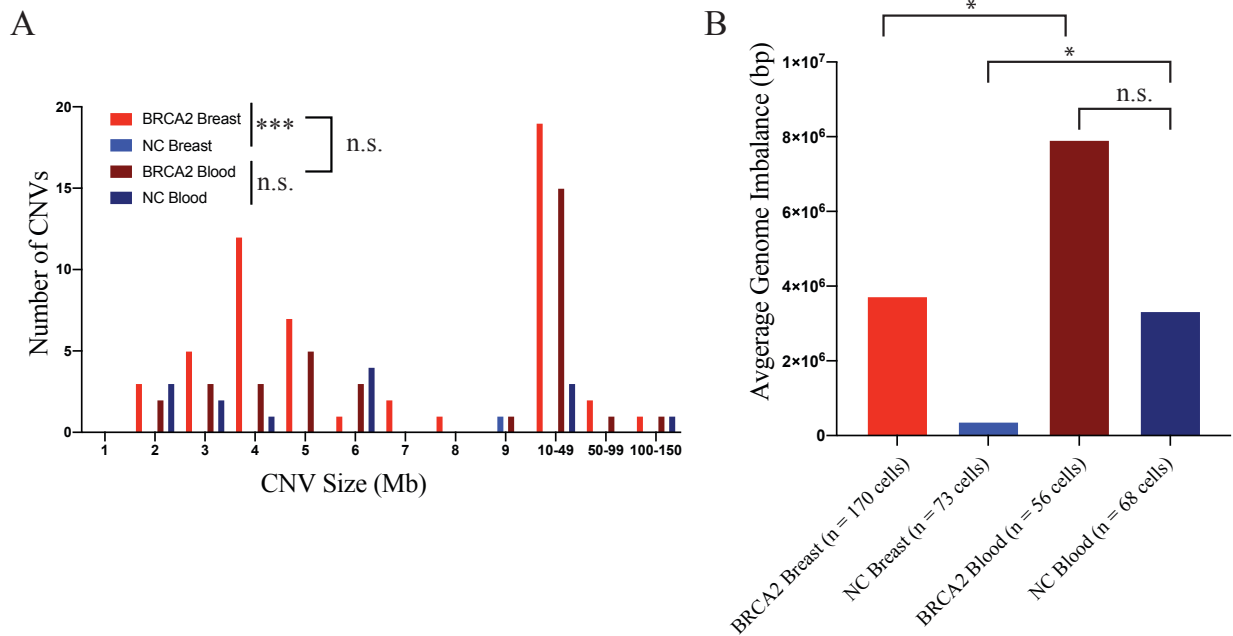 A
Number of CNVs
20
15
10
5
0
BRCA2 Breast
NC Breast
BRCA2 Blood
NC Blood
***
n.s.
n.s.
1 2 3 4 5 6 7 8 9 10-49 50-99 100-150
CNV Size (Mb)
B
Avgerage Genome Imbalance (bp)
1×10⁷
8×10⁶
6×10⁶
4×10⁶
2×10⁶
0
*
*
n.s.
BRCA2 Breast (n = 170 cells)
NC Breast (n = 73 cells)
BRCA2 Blood (n = 56 cells)
NC Blood (n = 68 cells)